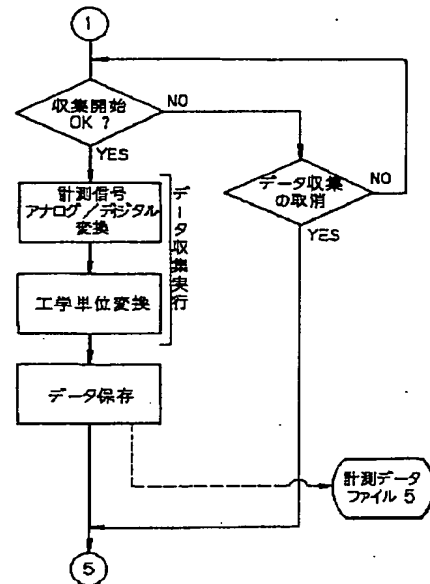 1
収集開始
OK ?
NO
YES
計測信号
アナログ／ディジタル
変換
データ収集実行
データ収集
の取消
NO
YES
工学単位変換
データ保存
計測データ
ファイル 5
5